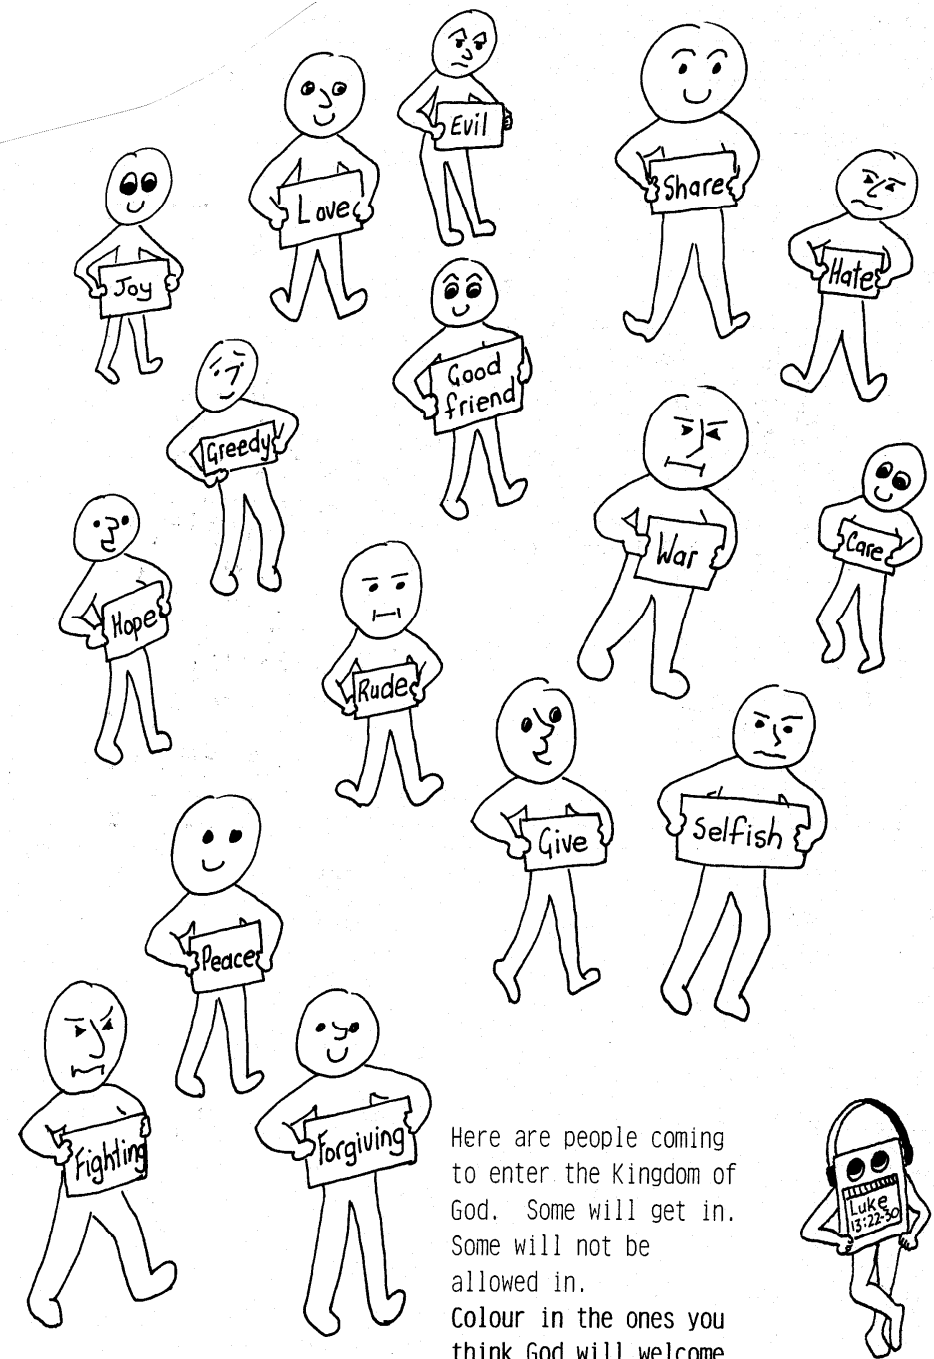 Evil
Love
Share
Joy
Hate
Good
friend
Greedy
War
Care
Hope
Rude
Give
Selfish
Peace
Fighting
Forgiving
Here are people coming
to enter the Kingdom of
God. Some will get in.
Some will not be
allowed in.
Colour in the ones you
think God will welcome
Luke
13:22-30